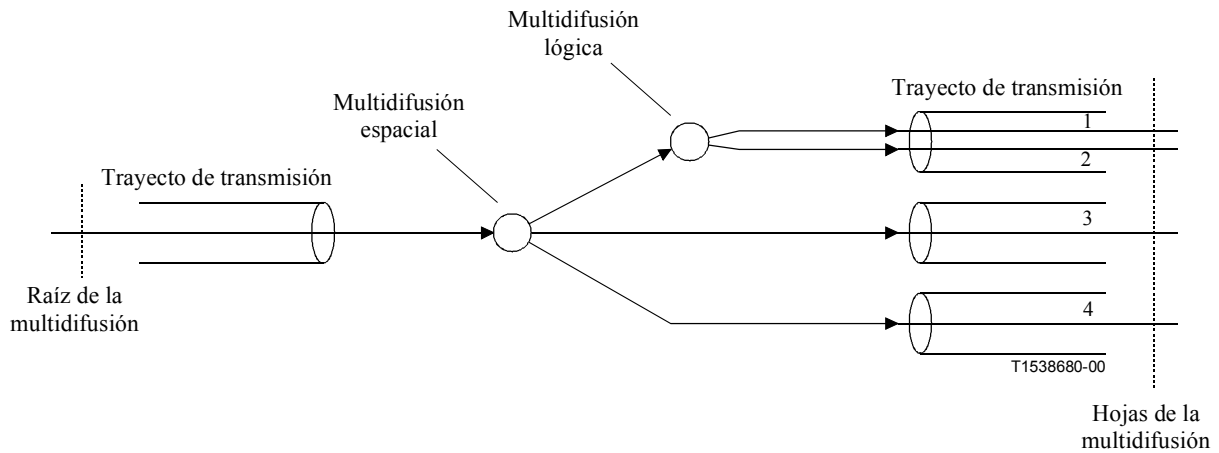 Multidifusión
lógica
Multidifusión
espacial
Trayecto de transmisión
1
2
Trayecto de transmisión
3
Raíz de la
multidifusión
4
T1538680-00
Hojas de la
multidifusión